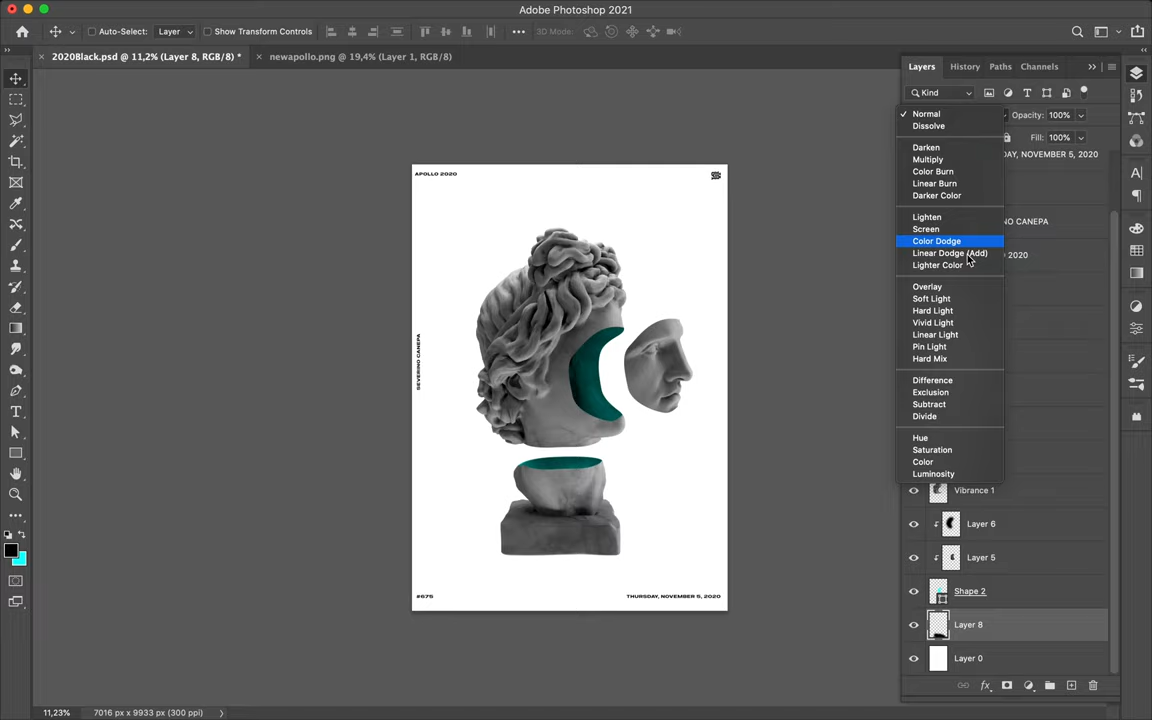 Adobe Photoshop 2021
Auto-Select: Layer Show Transform Controls 3D Mode:
2020Black.psd @ 11,2% (Layer 8, RGB/8) * newapollo.png @ 19,4% (Layer 1, RGB/8)
Layers History Paths Channels
Kind
Normal Opacity: 100%
Dissolve
Fill: 100%
Darken AY, NOVEMBER 5, 2020
Multiply
Color Burn
Linear Burn
Darker Color
Lighten NO CANEPA
Screen
Color Dodge
Linear Dodge (Add) 2020
Lighter Color
Overlay
Soft Light
Hard Light
Vivid Light
Linear Light
Pin Light
Hard Mix
Difference
Exclusion
Subtract
Divide
Hue
Saturation
Color
Luminosity
Vibrance 1
Layer 6
Layer 5
Shape 2
Layer 8
Layer 0
APOLLO 2020
SEVERINO CANEPA
#675 THURSDAY, NOVEMBER 5, 2020
11,23% 7016 px x 9933 px (300 ppi)